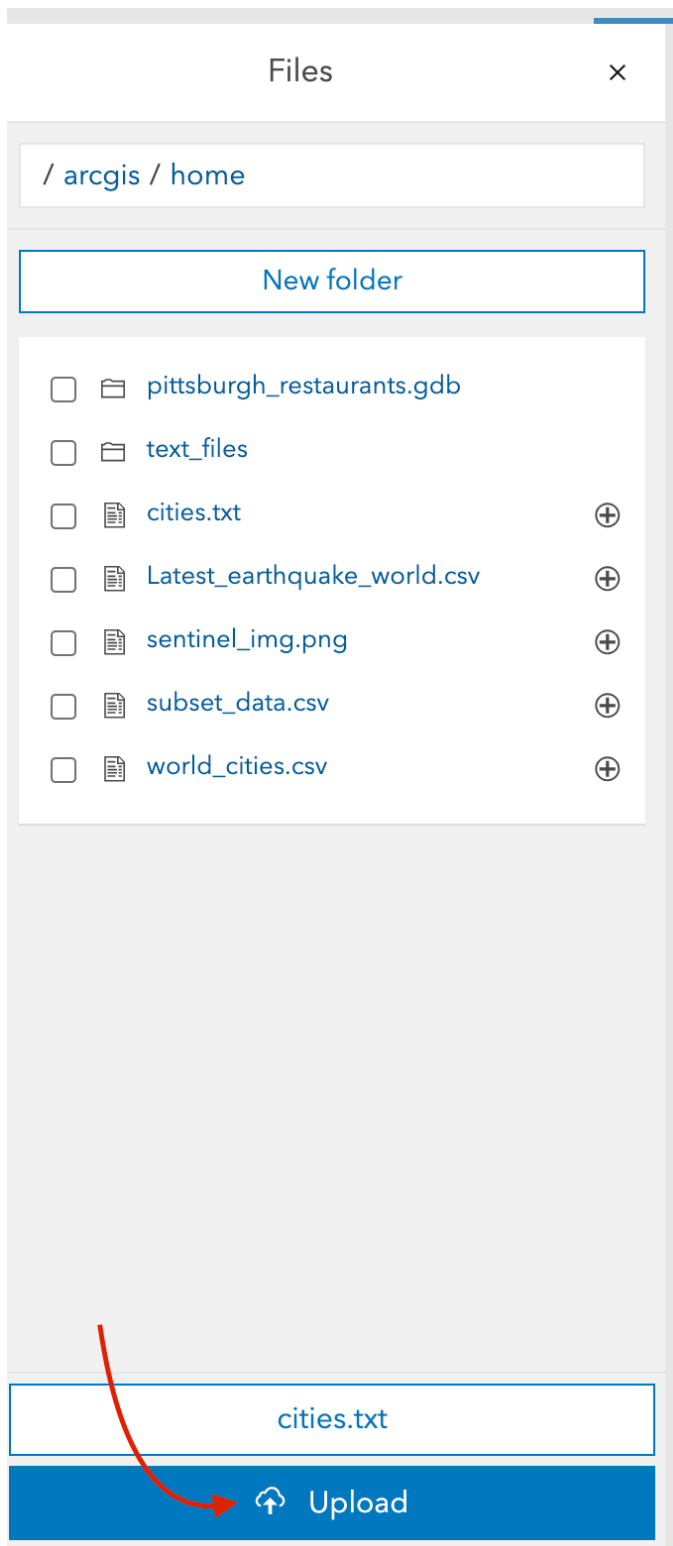 Files
/ arcgis / home
New folder
pittsburgh_restaurants.gdb
text_files
cities.txt
Latest_earthquake_world.csv
sentinel_img.png
subset_data.csv
world_cities.csv
cities.txt
Upload